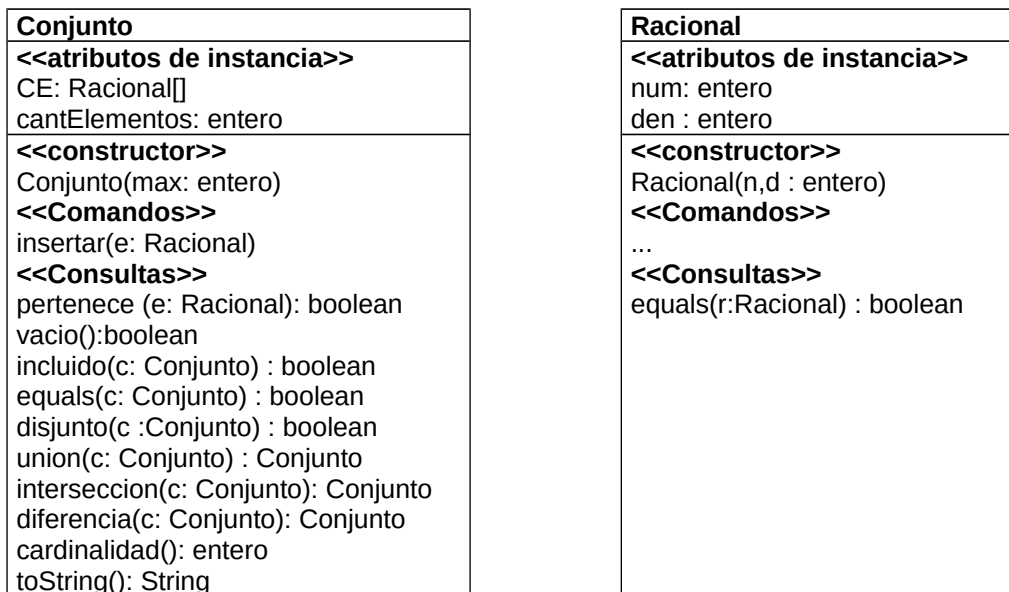 Conjunto
<<atributos de instancia>>
CE: Racional[]
cantElementos: entero
<<constructor>>
Conjunto(max: entero)
<<Comandos>>
insertar(e: Racional)
<<Consultas>>
pertenece (e: Racional): boolean
vacio():boolean
incluido(c: Conjunto) : boolean
equals(c: Conjunto) : boolean
disjunto(c :Conjunto) : boolean
union(c: Conjunto) : Conjunto
interseccion(c: Conjunto): Conjunto
diferencia(c: Conjunto): Conjunto
cardinalidad(): entero
toString(): String
Racional
<<atributos de instancia>>
num: entero
den : entero
<<constructor>>
Racional(n,d : entero)
<<Comandos>>
...
<<Consultas>>
equals(r:Racional) : boolean